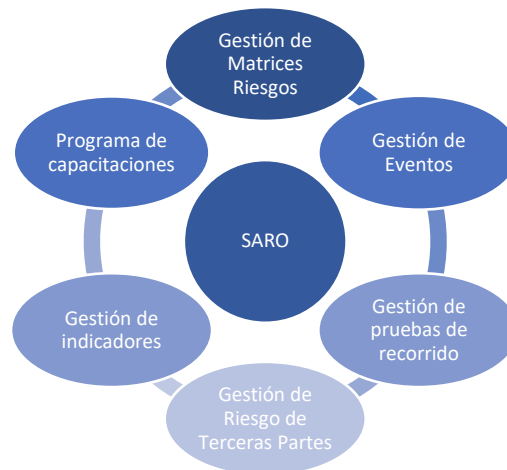 Gestión de
Matrices
Riesgos
Programa de
capacitaciones
Gestión de
Eventos
SARO
Gestión de
indicadores
Gestión de
pruebas de
recorrido
Gestión de
Riesgo de
Terceras Partes